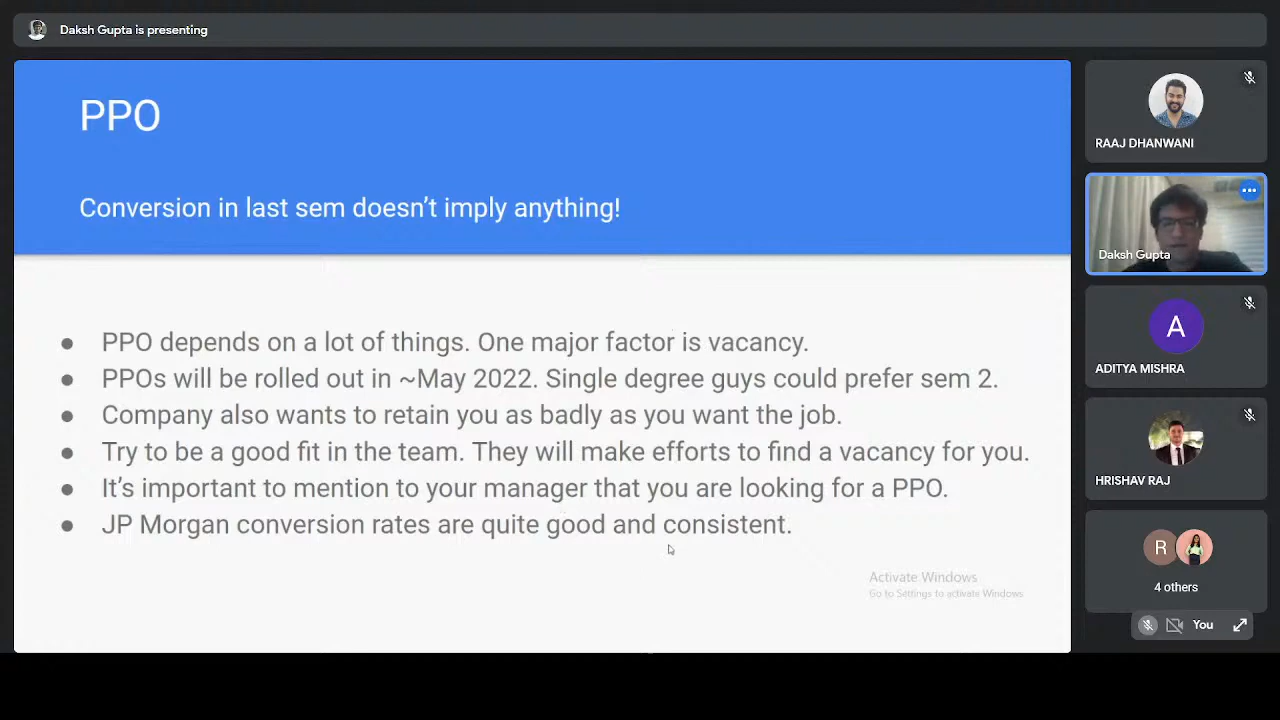 Daksh Gupta is presenting
PPO
Conversion in last sem doesn't imply anything!
● PPO depends on a lot of things. One major factor is vacancy.
● PPOs will be rolled out in ~May 2022. Single degree guys could prefer sem 2.
● Company also wants to retain you as badly as you want the job.
● Try to be a good fit in the team. They will make efforts to find a vacancy for you.
● It's important to mention to your manager that you are looking for a PPO.
● JP Morgan conversion rates are quite good and consistent.
Activate Windows
Go to Settings to activate Windows
RAAJ DHANWANI
Daksh Gupta
A
ADITYA MISHRA
HRISHAV RAJ
R
4 others
You